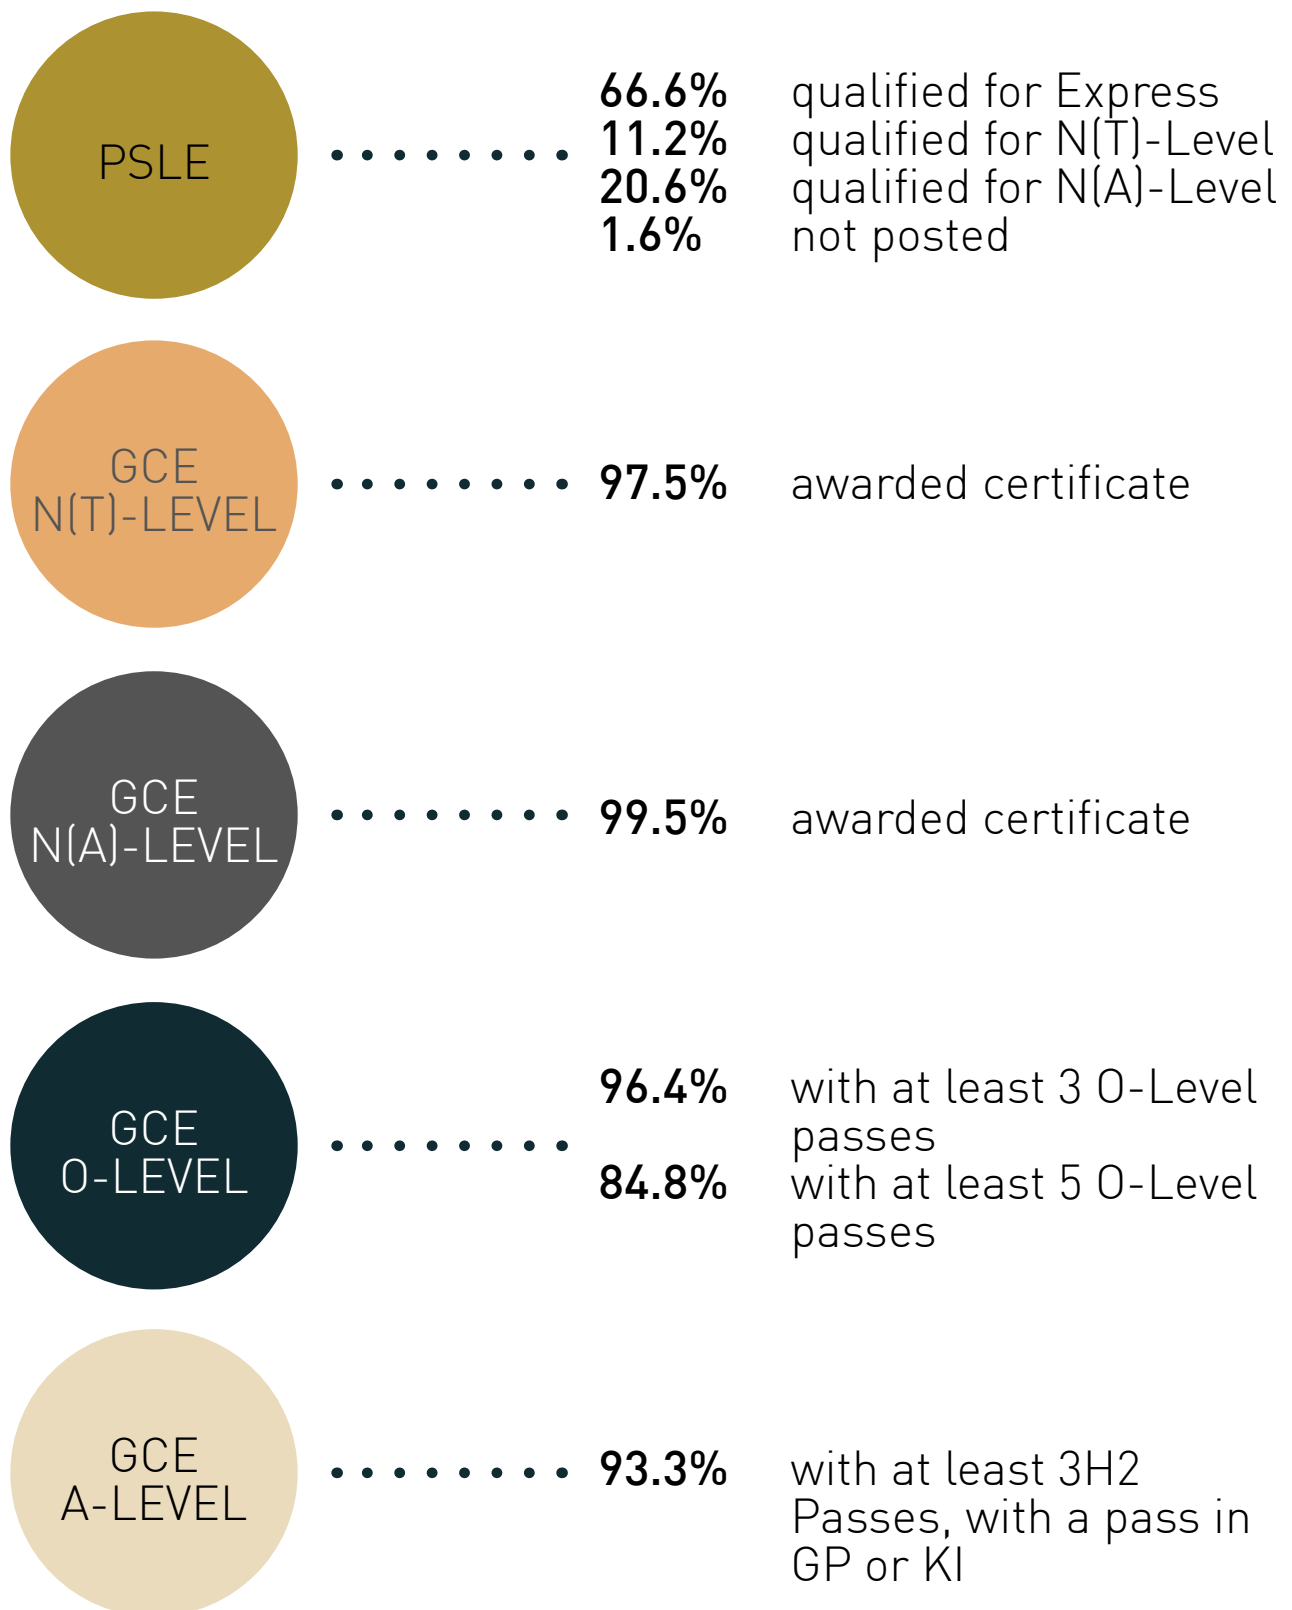 PSLE
66.6% qualified for Express
11.2% qualified for N(T)-Level
20.6% qualified for N(A)-Level
1.6% not posted
GCE
N(T)-LEVEL
97.5% awarded certificate
GCE
N(A)-LEVEL
99.5% awarded certificate
GCE
O-LEVEL
96.4% with at least 3 O-Level
passes
84.8% with at least 5 O-Level
passes
GCE
A-LEVEL
93.3% with at least 3H2
Passes, with a pass in
GP or KI